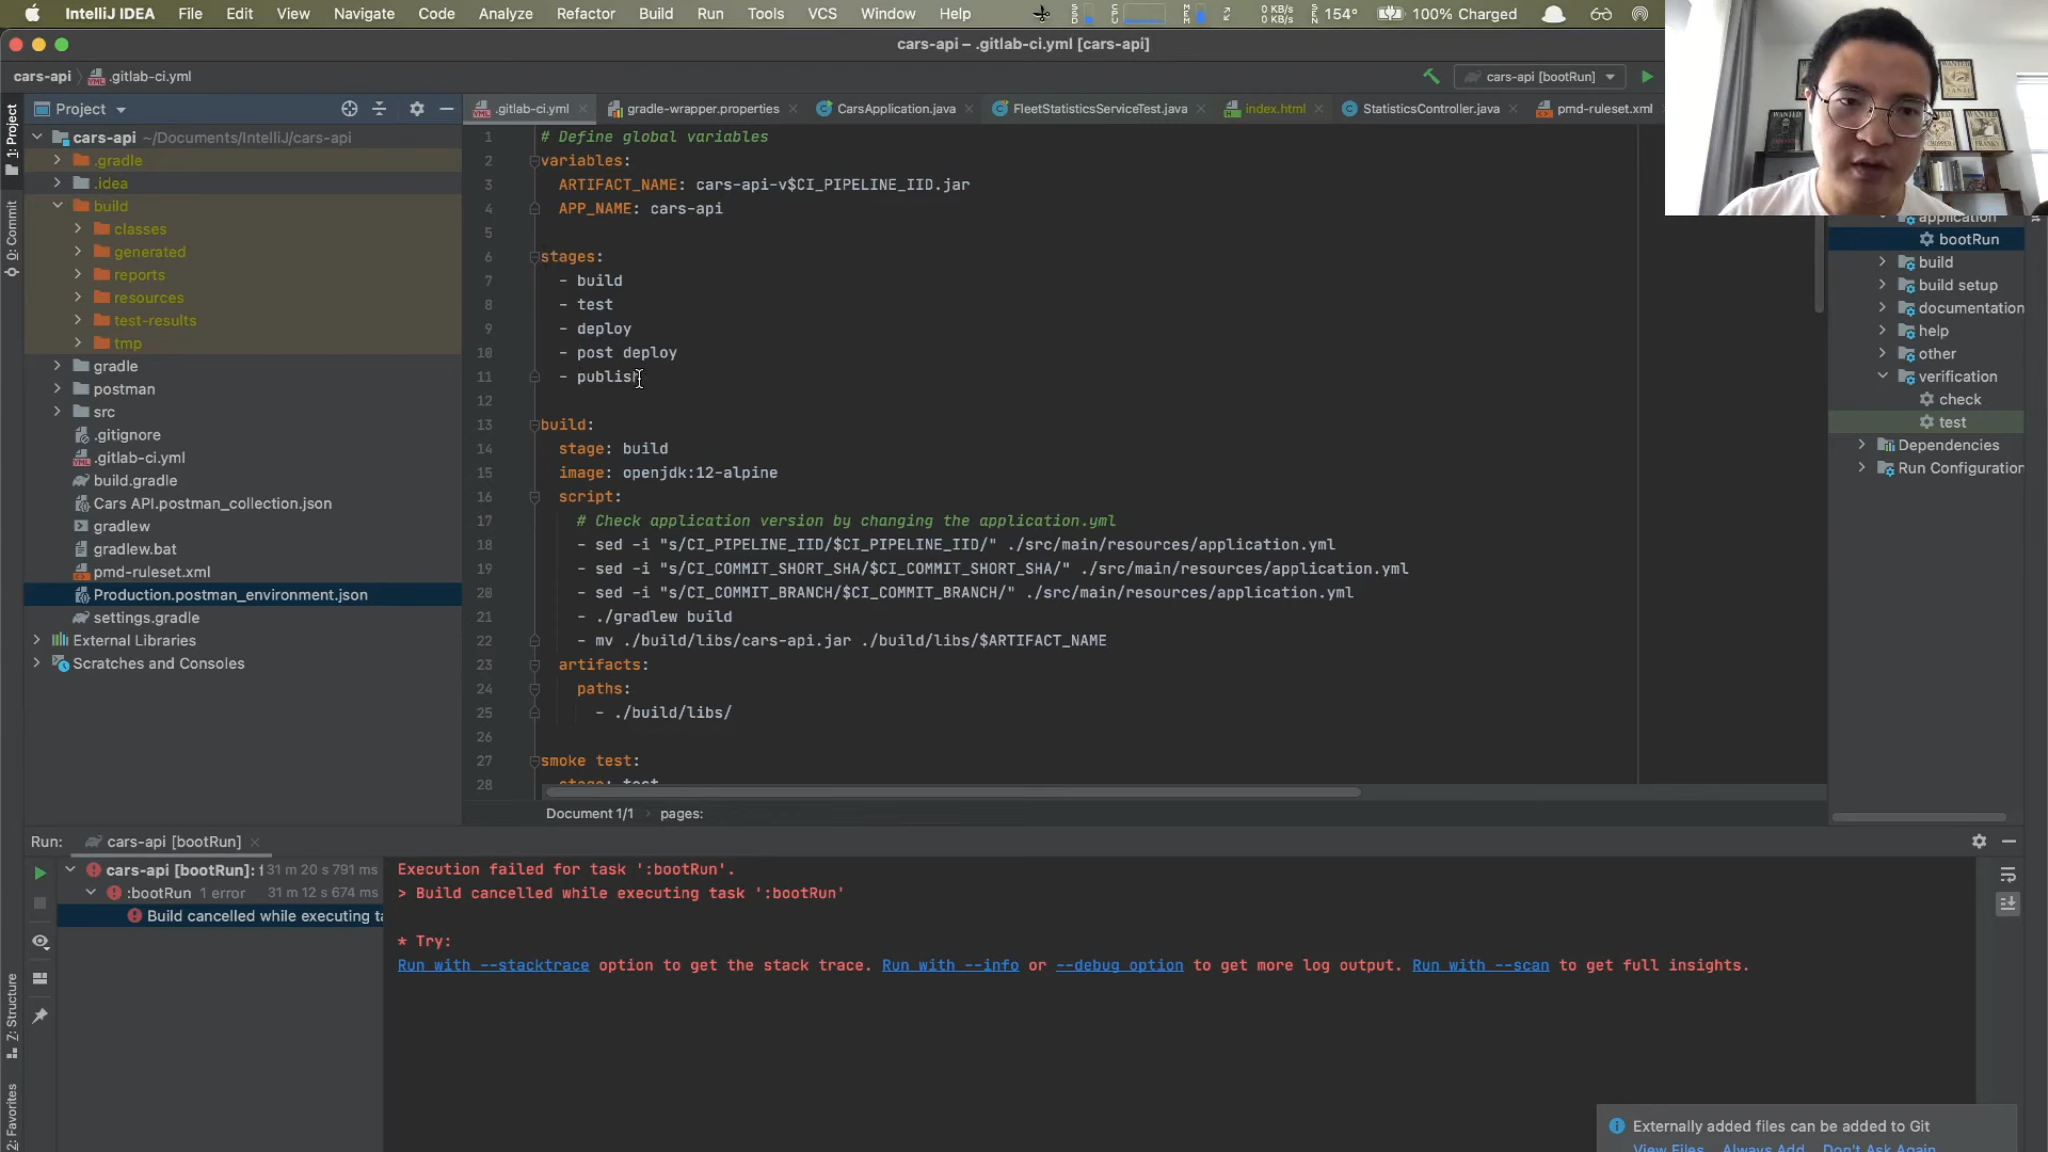 IntelliJ IDEA File Edit View Navigate Code Analyze Refactor Build Run Tools VCS Window Help 0 KB/s 0 KB/s 154° 100% Charged
cars-api – .gitlab-ci.yml [cars-api]
cars-api .gitlab-ci.yml cars-api [bootRun]
Project .gitlab-ci.yml gradle-wrapper.properties CarsApplication.java FleetStatisticsServiceTest.java index.html StatisticsController.java pmd-ruleset.xml
1: Project
0: Commit
7: Structure
2: Favorites
cars-api ~/Documents/IntelliJ/cars-api
.gradle
.idea
build
classes
generated
reports
resources
test-results
tmp
gradle
postman
src
.gitignore
.gitlab-ci.yml
build.gradle
Cars API.postman_collection.json
gradlew
gradlew.bat
pmd-ruleset.xml
Production.postman_environment.json
settings.gradle
External Libraries
Scratches and Consoles
1 # Define global variables
2 variables:
3 ARTIFACT_NAME: cars-api-v$CI_PIPELINE_IID.jar
4 APP_NAME: cars-api
5
6 stages:
7 - build
8 - test
9 - deploy
10 - post deploy
11 - publish
12
13 build:
14 stage: build
15 image: openjdk:12-alpine
16 script:
17 # Check application version by changing the application.yml
18 - sed -i "s/CI_PIPELINE_IID/$CI_PIPELINE_IID/" ./src/main/resources/application.yml
19 - sed -i "s/CI_COMMIT_SHORT_SHA/$CI_COMMIT_SHORT_SHA/" ./src/main/resources/application.yml
20 - sed -i "s/CI_COMMIT_BRANCH/$CI_COMMIT_BRANCH/" ./src/main/resources/application.yml
21 - ./gradlew build
22 - mv ./build/libs/cars-api.jar ./build/libs/$ARTIFACT_NAME
23 artifacts:
24 paths:
25 - ./build/libs/
26
27 smoke test:
28 stage: test
Document 1/1 pages:
application
bootRun
build
build setup
documentation
help
other
verification
check
test
Dependencies
Run Configuration
Run: cars-api [bootRun]
cars-api [bootRun]: f 31 m 20 s 791 ms
:bootRun 1 error 31 m 12 s 674 ms
Build cancelled while executing ta
Execution failed for task ':bootRun'.
> Build cancelled while executing task ':bootRun'
* Try:
Run with --stacktrace option to get the stack trace. Run with --info or --debug option to get more log output. Run with --scan to get full insights.
Externally added files can be added to Git
View Files Always Add Don't Ask Again